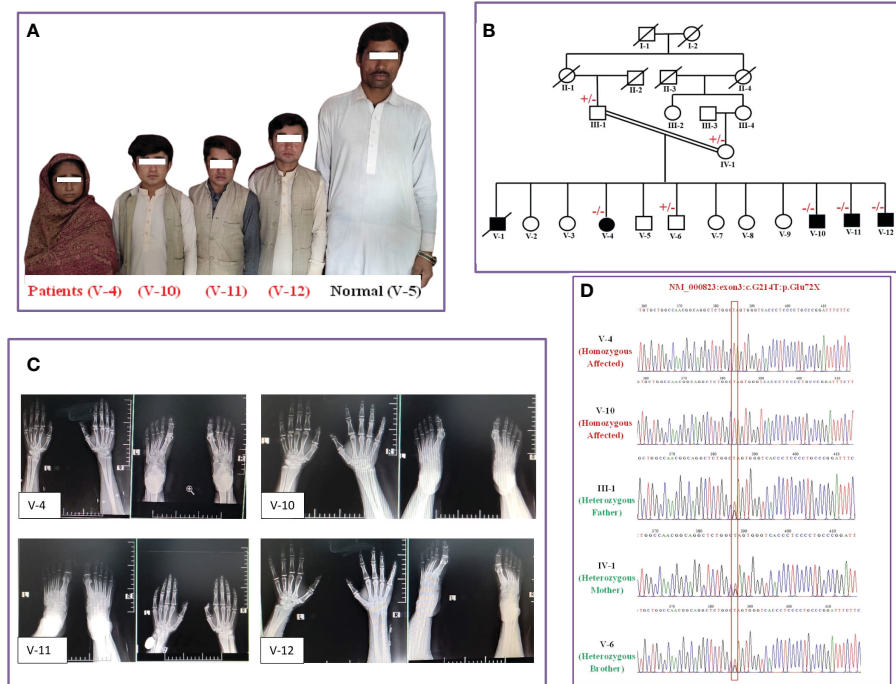 A
Patients (V-4) (V-10) (V-11) (V-12) Normal (V-5)
B
I-1 I-2
II-1 II-2 II-3 II-4
+/-
III-1 III-2 III-3 III-4
+/-
IV-1
-/- +/- -/- -/- -/-
V-1 V-2 V-3 V-4 V-5 V-6 V-7 V-8 V-9 V-10 V-11 V-12
C
L R L R
V-4
L R L R
V-10
L R L R
V-11
L R L R
V-12
D
NM_000823:exon3:c.G214T:p.Glu72X
V-4
(Homozygous
Affected)
V-10
(Homozygous
Affected)
III-1
(Heterozygous
Father)
IV-1
(Heterozygous
Mother)
V-6
(Heterozygous
Brother)